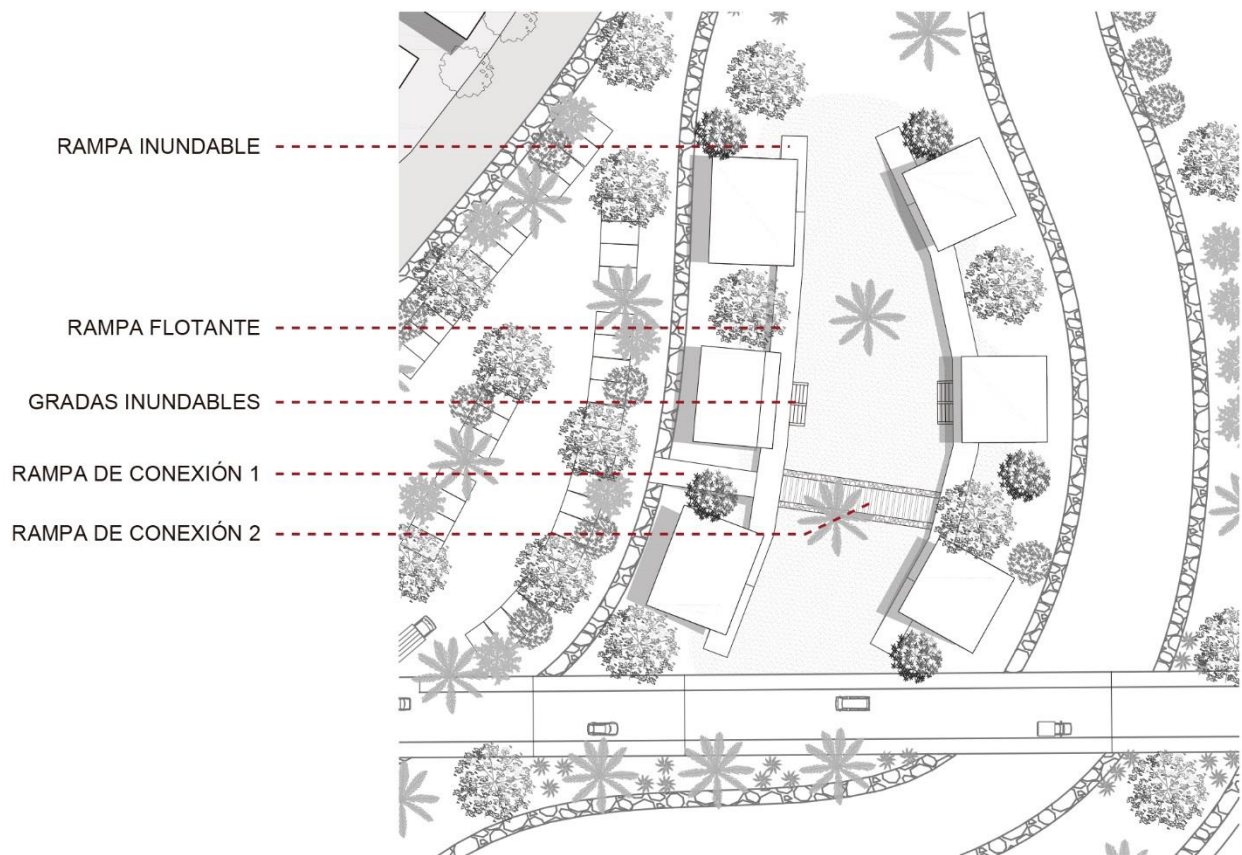 RAMPA INUNDABLE
RAMPA FLOTANTE
GRADAS INUNDABLES
RAMPA DE CONEXIÓN 1
RAMPA DE CONEXIÓN 2